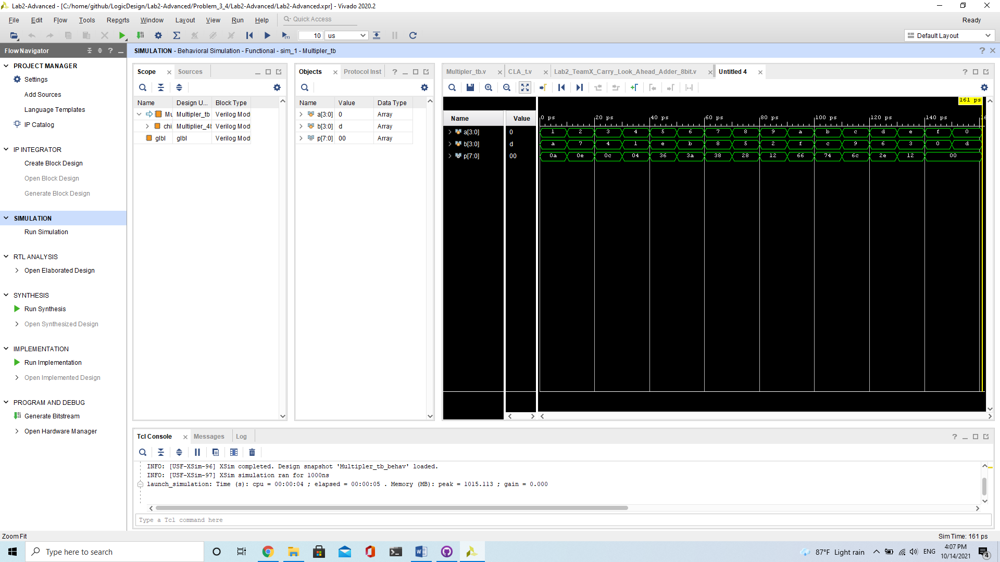 Lab2-Advanced - [C:/home/github/LogicDesign/Lab2-Advanced/Problem_3_4/Lab2-Advanced/Lab2-Advanced.xpr] - Vivado 2020.2
File Edit Flow Tools Reports Window Layout View Run Help Quick Access Ready
10 us Default Layout
Flow Navigator
SIMULATION - Behavioral Simulation - Functional - sim_1 - Multipler_tb
PROJECT MANAGER
Settings
Add Sources
Language Templates
IP Catalog
IP INTEGRATOR
Create Block Design
Open Block Design
Generate Block Design
SIMULATION
Run Simulation
RTL ANALYSIS
Open Elaborated Design
SYNTHESIS
Run Synthesis
Open Synthesized Design
IMPLEMENTATION
Run Implementation
Open Implemented Design
PROGRAM AND DEBUG
Generate Bitstream
Open Hardware Manager
Scope Sources
Name Design U... Block Type
Mu Multipler_tb Verilog Mod
chi Multiplier_4 Verilog Mod
glbl glbl Verilog Mod
Objects Protocol Inst
Name Value Data Type
a[3:0] 0 Array
b[3:0] d Array
p[7:0] 00 Array
Multipler_tb.v CLA_t.v Lab2_TeamX_Carry_Look_Ahead_Adder_8bit.v Untitled 4
161 ps
Name Value 0 ps 20 ps 40 ps 60 ps 80 ps 100 ps 120 ps 140 ps 16
a[3:0] 0 1 2 3 4 5 6 7 8 9 a b c d e f 0
b[3:0] d a 7 4 1 e b 8 5 2 f c 9 6 3 0 d
p[7:0] 00 0a 0e 0c 04 36 3a 38 28 12 66 74 6c 2e 12 00
Tcl Console Messages Log
INFO: [USF-XSim-96] XSim completed. Design snapshot 'Multipler_tb_behav' loaded.
INFO: [USF-XSim-97] XSim simulation ran for 1000ns
launch_simulation: Time (s): cpu = 00:00:04 ; elapsed = 00:00:05 . Memory (MB): peak = 1015.113 ; gain = 0.000
Type a Tcl command here
Zoom Fit Sim Time: 161 ps
Type here to search
87°F Light rain ENG
4:07 PM
10/14/2021
4